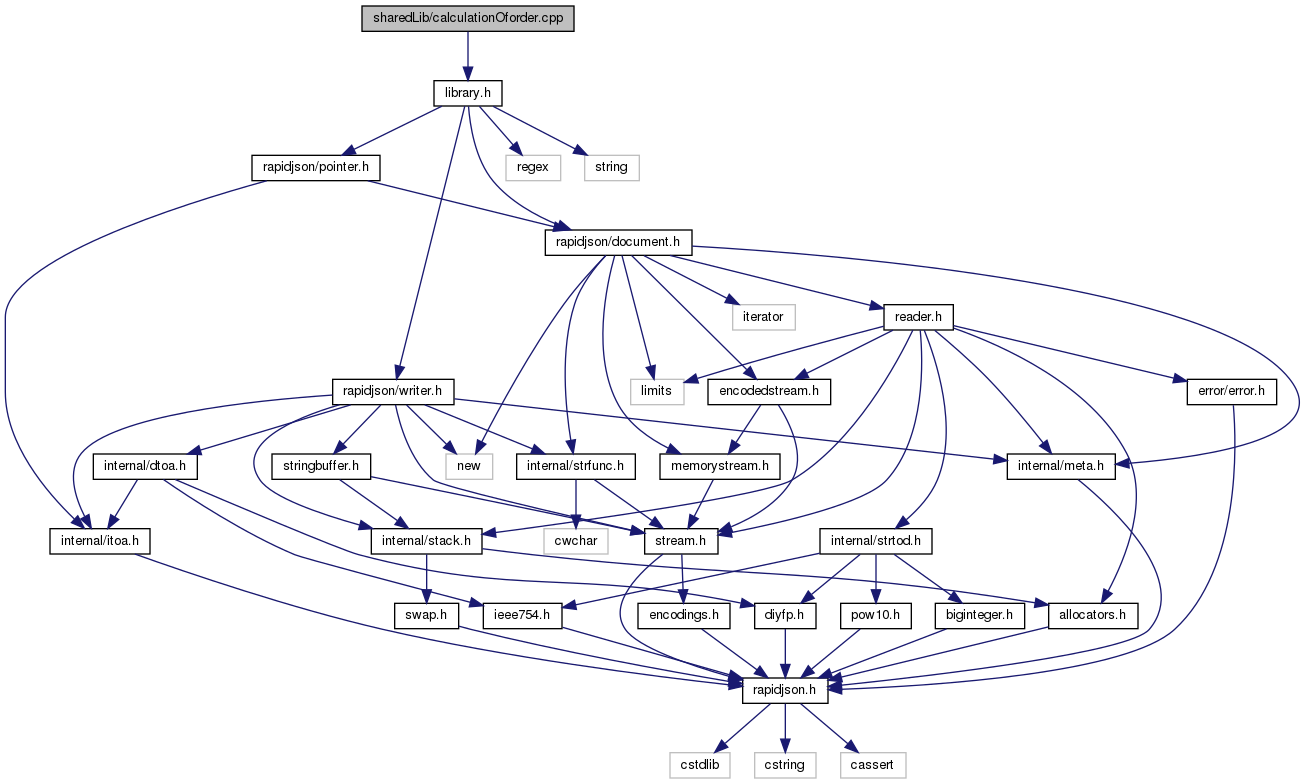 sharedLib/calculationOforder.cpp
library.h
rapidjson/pointer.h
regex
string
rapidjson/document.h
iterator
reader.h
rapidjson/writer.h
limits
encodedstream.h
error/error.h
internal/dtoa.h
stringbuffer.h
new
internal/strfunc.h
memorystream.h
internal/meta.h
internal/itoa.h
internal/stack.h
cwchar
stream.h
internal/strtod.h
swap.h
ieee754.h
encodings.h
diyfp.h
pow10.h
biginteger.h
allocators.h
rapidjson.h
cstdlib
cstring
cassert